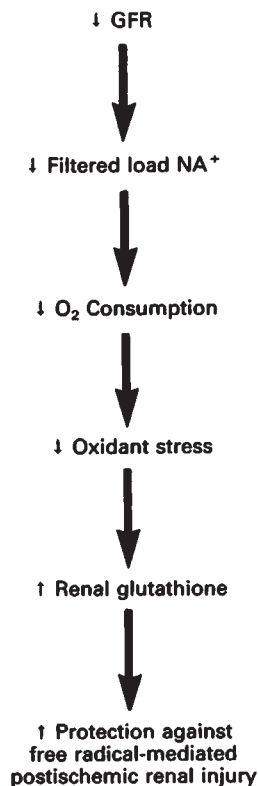 ↓ GFR
↓ Filtered load NA⁺
↓ O₂ Consumption
↓ Oxidant stress
↑ Renal glutathione
↑ Protection against
free radical-mediated
postischemic renal injury